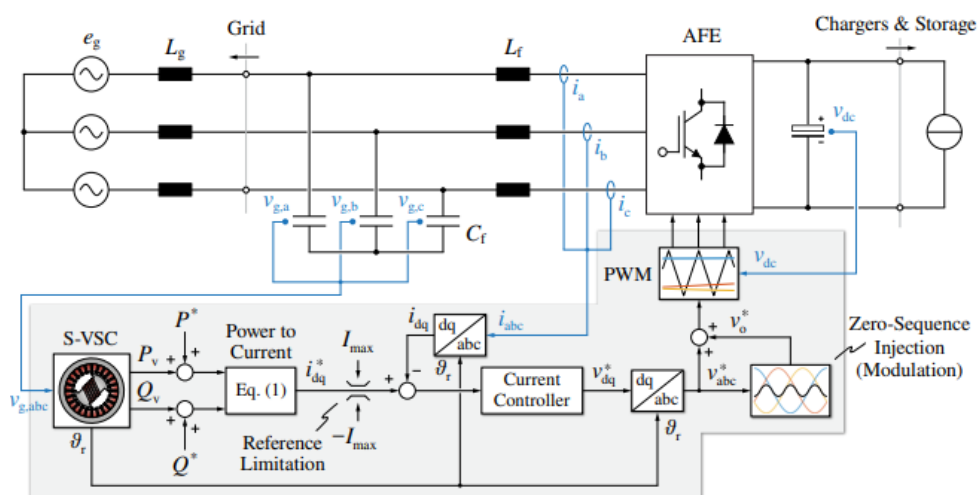 e_g
L_g
Grid
L_f
AFE
Chargers & Storage
i_a
i_b
i_c
v_dc
+
−
v_g,a
v_g,b
v_g,c
C_f
PWM
v_dc
S-VSC
P*
P_v
Q_v
+
+
+
+
Q*
v_g,abc
ϑ_r
Power to
Current
Eq. (1)
i*_dq
I_max
−I_max
Reference
Limitation
i_dq
dq
abc
i_abc
ϑ_r
+
−
Current
Controller
v*_dq
dq
abc
ϑ_r
v*_abc
+
+
v*_o
Zero-Sequence
Injection
(Modulation)